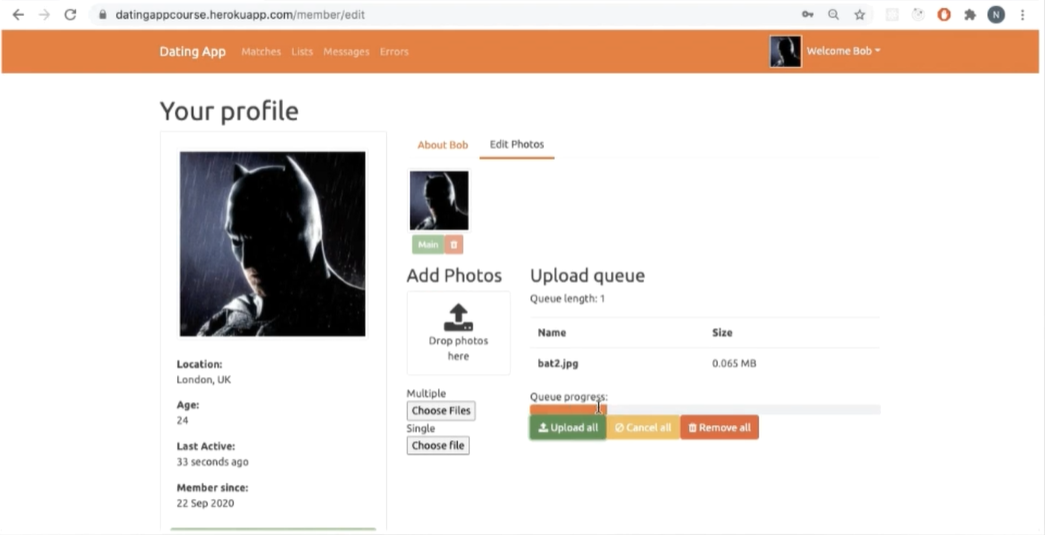 datingappcourse.herokuapp.com/member/edit
N
Dating App Matches Lists Messages Errors
Welcome Bob
Your profile
About Bob Edit Photos
Main
Add Photos
Drop photos
here
Multiple
Choose Files
Single
Choose file
Upload queue
Queue length: 1
Name Size
bat2.jpg 0.065 MB
Queue progress:
Upload all Cancel all Remove all
Location:
London, UK
Age:
24
Last Active:
33 seconds ago
Member since:
22 Sep 2020